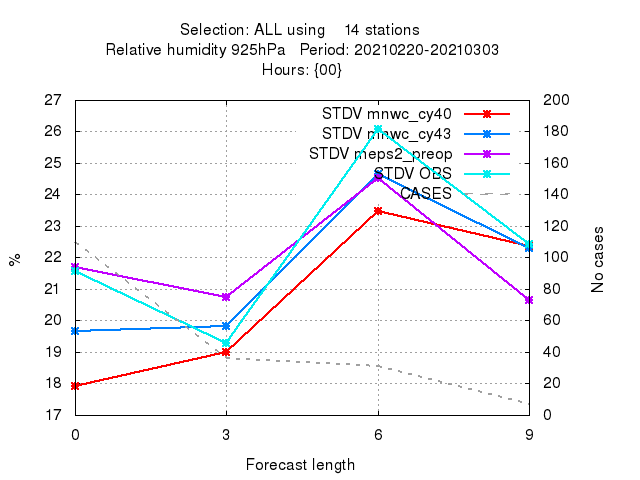 Selection: ALL using 14 stations
Relative humidity 925hPa Period: 20210220-20210303
Hours: {00}
27 200
26 180
25 160
24 140
23 120
22 100
21 80
20 60
19 40
18 20
17 0
STDV mnwc_cy40
STDV mnwc_cy43
STDV meps2_preop
STDV OBS
CASES
%
No cases
0 3 6 9
Forecast length